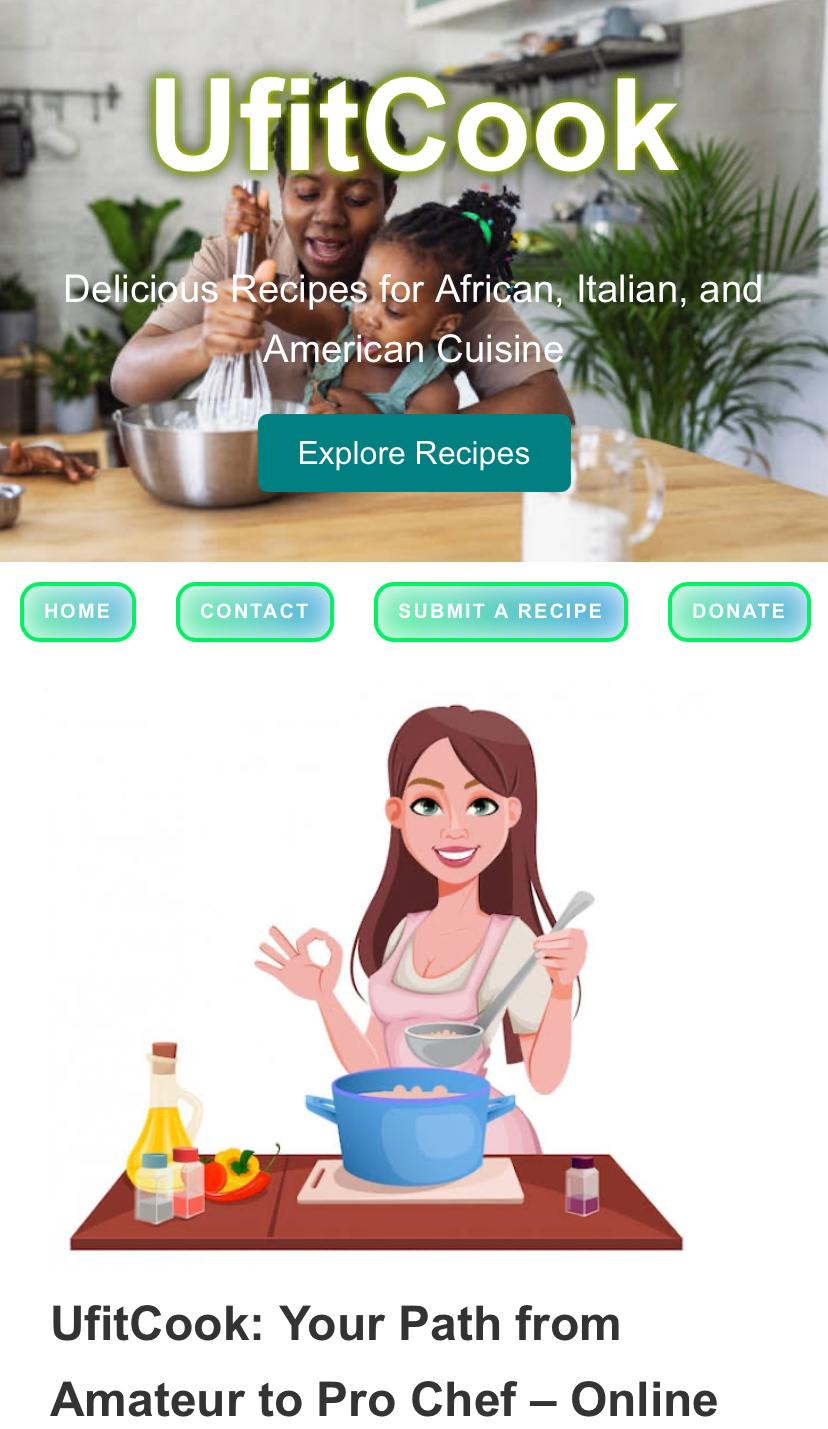 UfitCook
Delicious Recipes for African, Italian, and
American Cuisine
Explore Recipes
HOME
CONTACT
SUBMIT A RECIPE
DONATE
UfitCook: Your Path from
Amateur to Pro Chef – Online